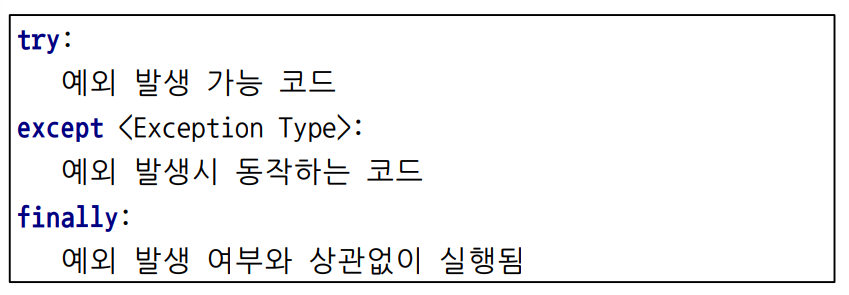 try:
예외 발생 가능 코드
except <Exception Type>:
예외 발생시 동작하는 코드
finally:
예외 발생 여부와 상관없이 실행됨